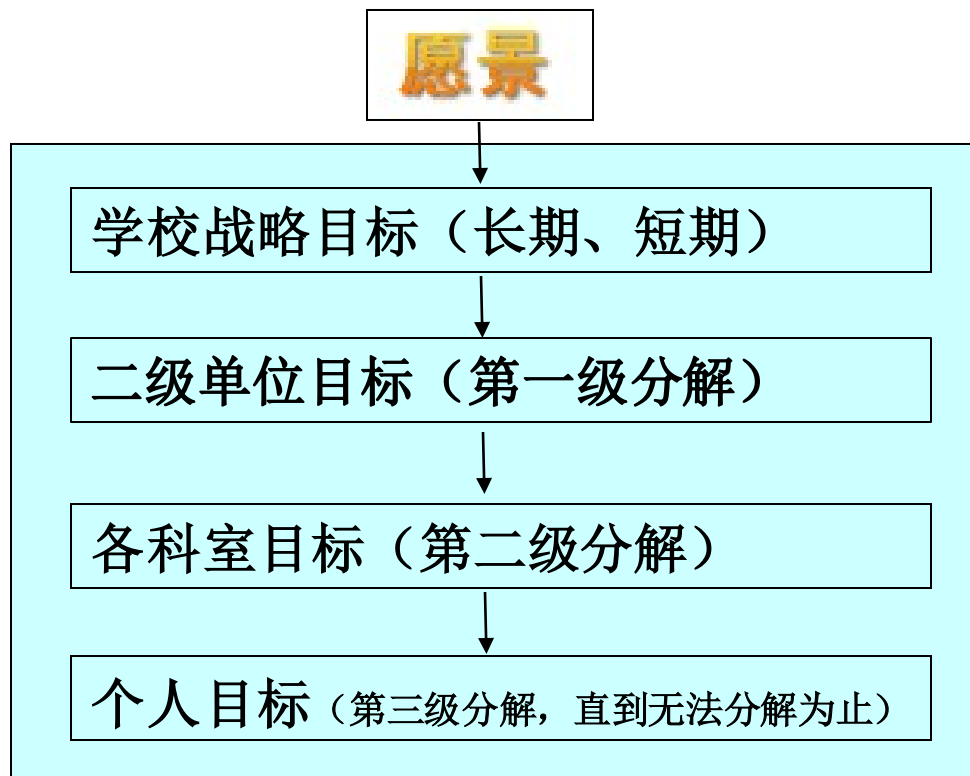 愿景
学校战略目标（长期、短期）
二级单位目标（第一级分解）
各科室目标（第二级分解）
个人目标（第三级分解，直到无法分解为止）